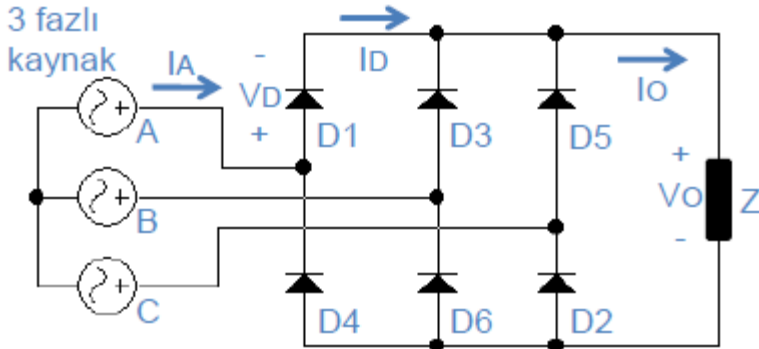 3 fazlı
kaynak
IA
-
VD
+
ID
IO
A
D1
D3
D5
B
+
VO
-
Z
C
D4
D6
D2